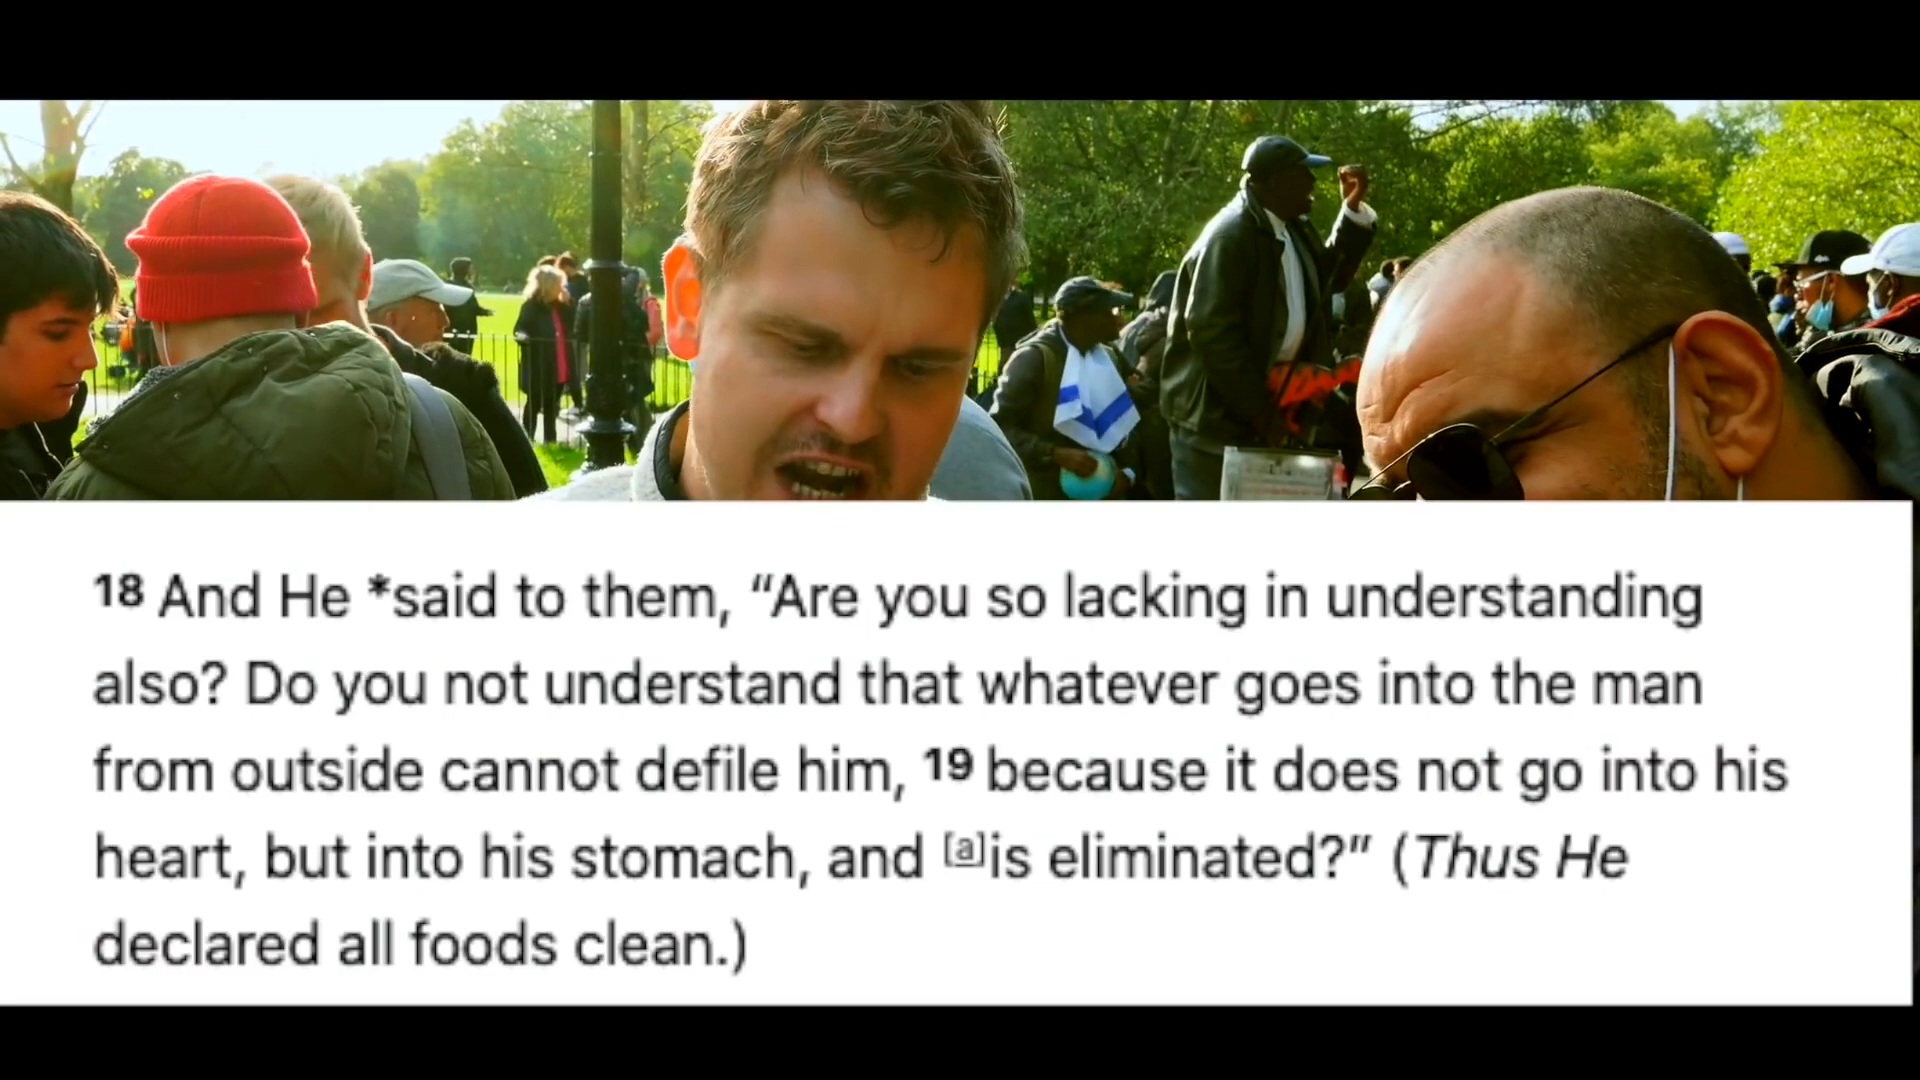 18 And He *said to them, “Are you so lacking in understanding
also? Do you not understand that whatever goes into the man
from outside cannot defile him, 19 because it does not go into his
heart, but into his stomach, and [a]is eliminated?” (Thus He
declared all foods clean.)